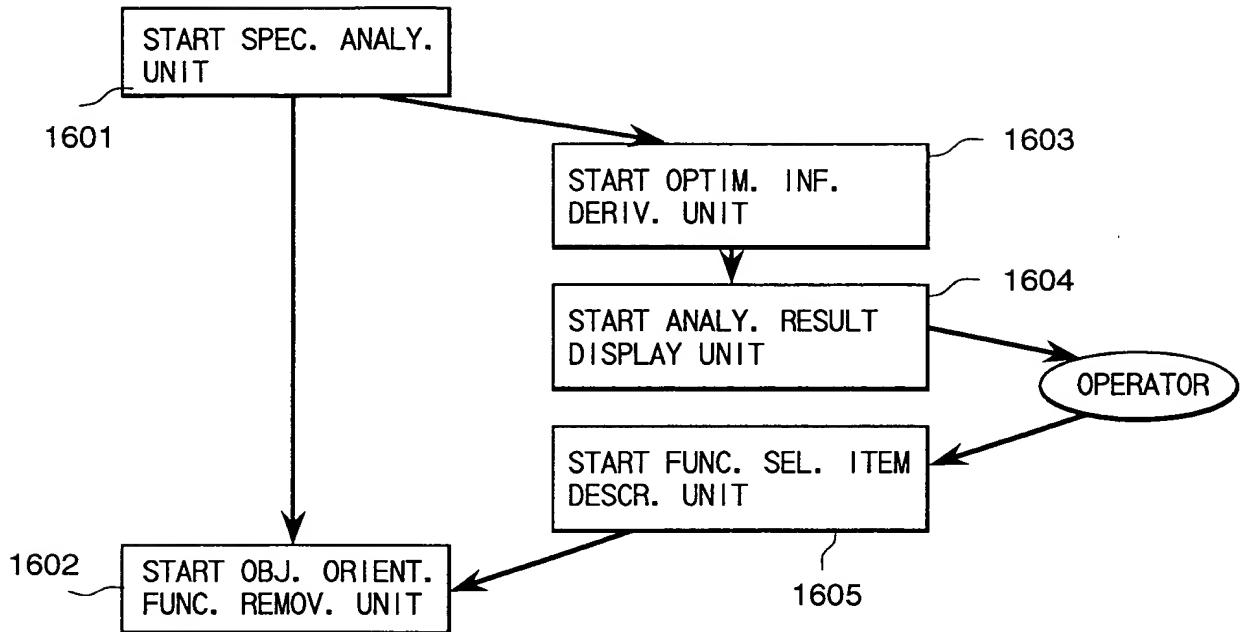 START SPEC. ANALY.
UNIT
1601
1603
START OPTIM. INF.
DERIV. UNIT
1604
START ANALY. RESULT
DISPLAY UNIT
OPERATOR
START FUNC. SEL. ITEM
DESCR. UNIT
1605
1602
START OBJ. ORIENT.
FUNC. REMOV. UNIT